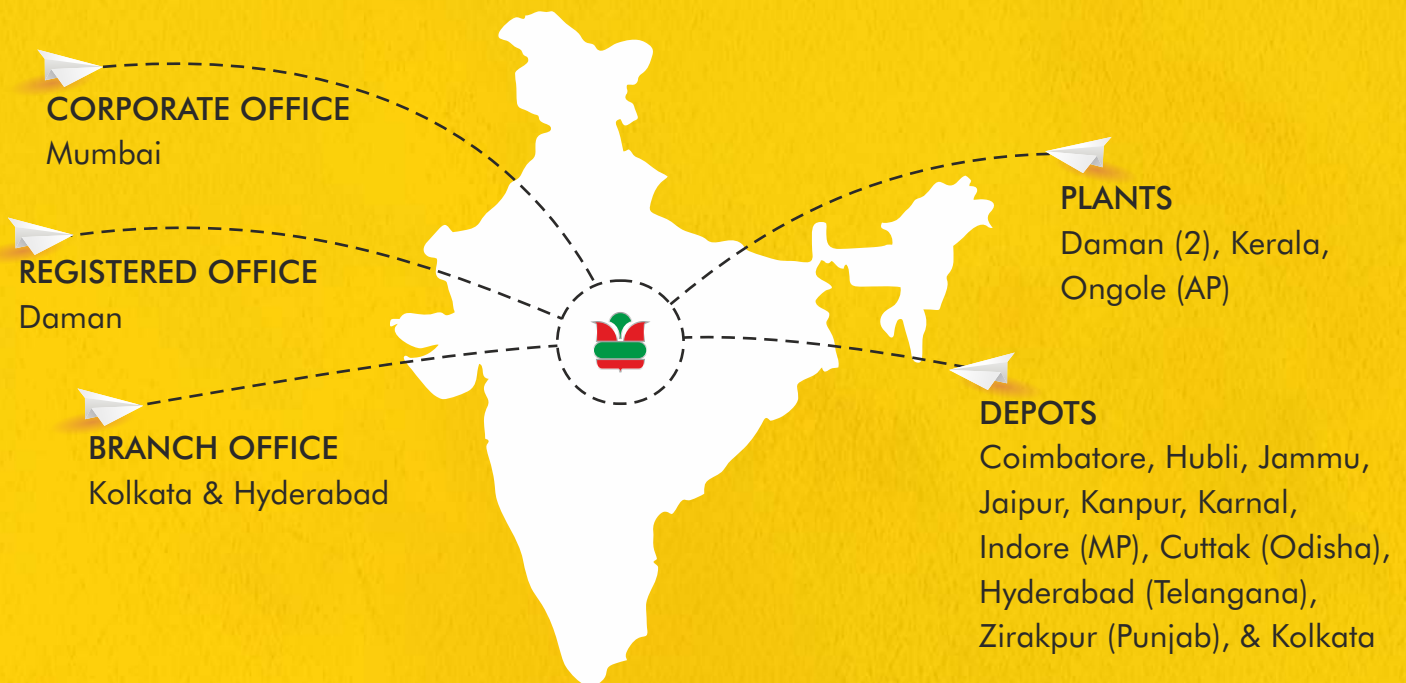 CORPORATE OFFICE
Mumbai
REGISTERED OFFICE
Daman
BRANCH OFFICE
Kolkata & Hyderabad
PLANTS
Daman (2), Kerala,
Ongole (AP)
DEPOTS
Coimbatore, Hubli, Jammu,
Jaipur, Kanpur, Karnal,
Indore (MP), Cuttak (Odisha),
Hyderabad (Telangana),
Zirakpur (Punjab), & Kolkata